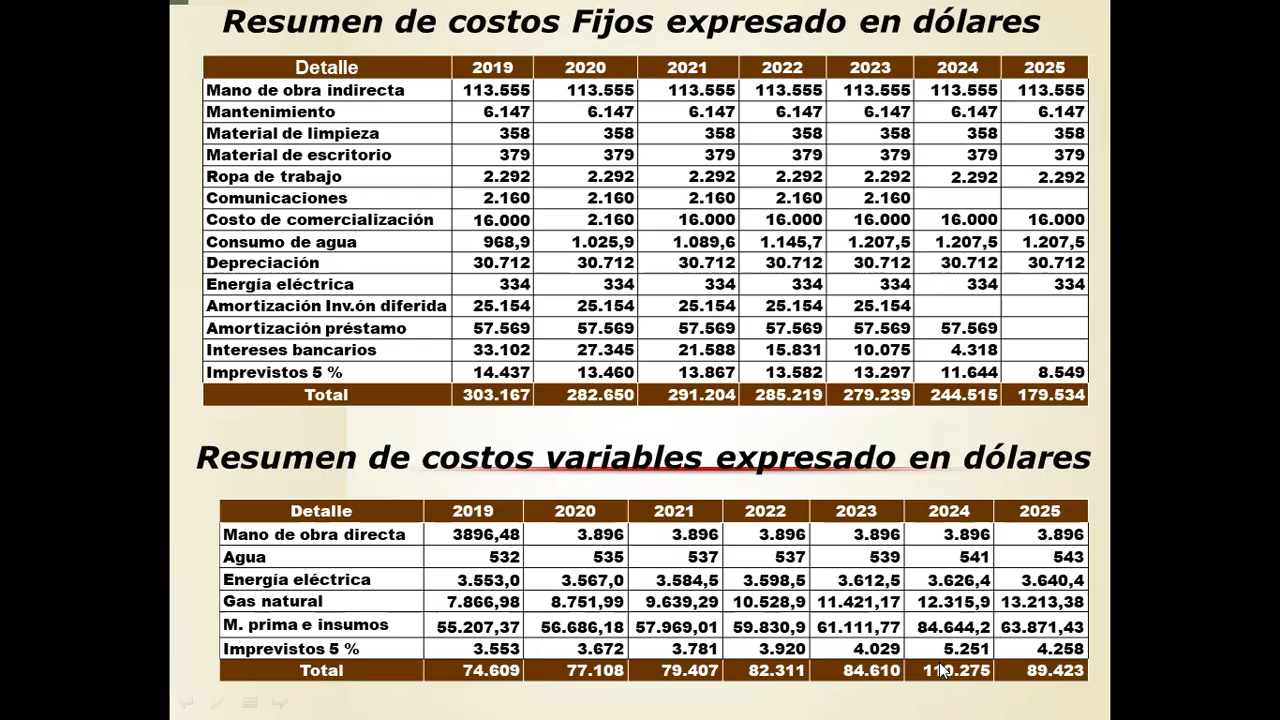 Resumen de costos Fijos expresado en dólares
Detalle 2019 2020 2021 2022 2023 2024 2025
Mano de obra indirecta 113.555 113.555 113.555 113.555 113.555 113.555 113.555
Mantenimiento 6.147 6.147 6.147 6.147 6.147 6.147 6.147
Material de limpieza 358 358 358 358 358 358 358
Material de escritorio 379 379 379 379 379 379 379
Ropa de trabajo 2.292 2.292 2.292 2.292 2.292 2.292 2.292
Comunicaciones 2.160 2.160 2.160 2.160 2.160
Costo de comercialización 16.000 2.160 16.000 16.000 16.000 16.000 16.000
Consumo de agua 968,9 1.025,9 1.089,6 1.145,7 1.207,5 1.207,5 1.207,5
Depreciación 30.712 30.712 30.712 30.712 30.712 30.712 30.712
Energía eléctrica 334 334 334 334 334 334 334
Amortización Inv.ón diferida 25.154 25.154 25.154 25.154 25.154
Amortización préstamo 57.569 57.569 57.569 57.569 57.569 57.569
Intereses bancarios 33.102 27.345 21.588 15.831 10.075 4.318
Imprevistos 5 % 14.437 13.460 13.867 13.582 13.297 11.644 8.549
Total 303.167 282.650 291.204 285.219 279.239 244.515 179.534
Resumen de costos variables expresado en dólares
Detalle 2019 2020 2021 2022 2023 2024 2025
Mano de obra directa 3896,48 3.896 3.896 3.896 3.896 3.896 3.896
Agua 532 535 537 537 539 541 543
Energía eléctrica 3.553,0 3.567,0 3.584,5 3.598,5 3.612,5 3.626,4 3.640,4
Gas natural 7.866,98 8.751,99 9.639,29 10.528,9 11.421,17 12.315,9 13.213,38
M. prima e insumos 55.207,37 56.686,18 57.969,01 59.830,9 61.111,77 84.644,2 63.871,43
Imprevistos 5 % 3.553 3.672 3.781 3.920 4.029 5.251 4.258
Total 74.609 77.108 79.407 82.311 84.610 89.423